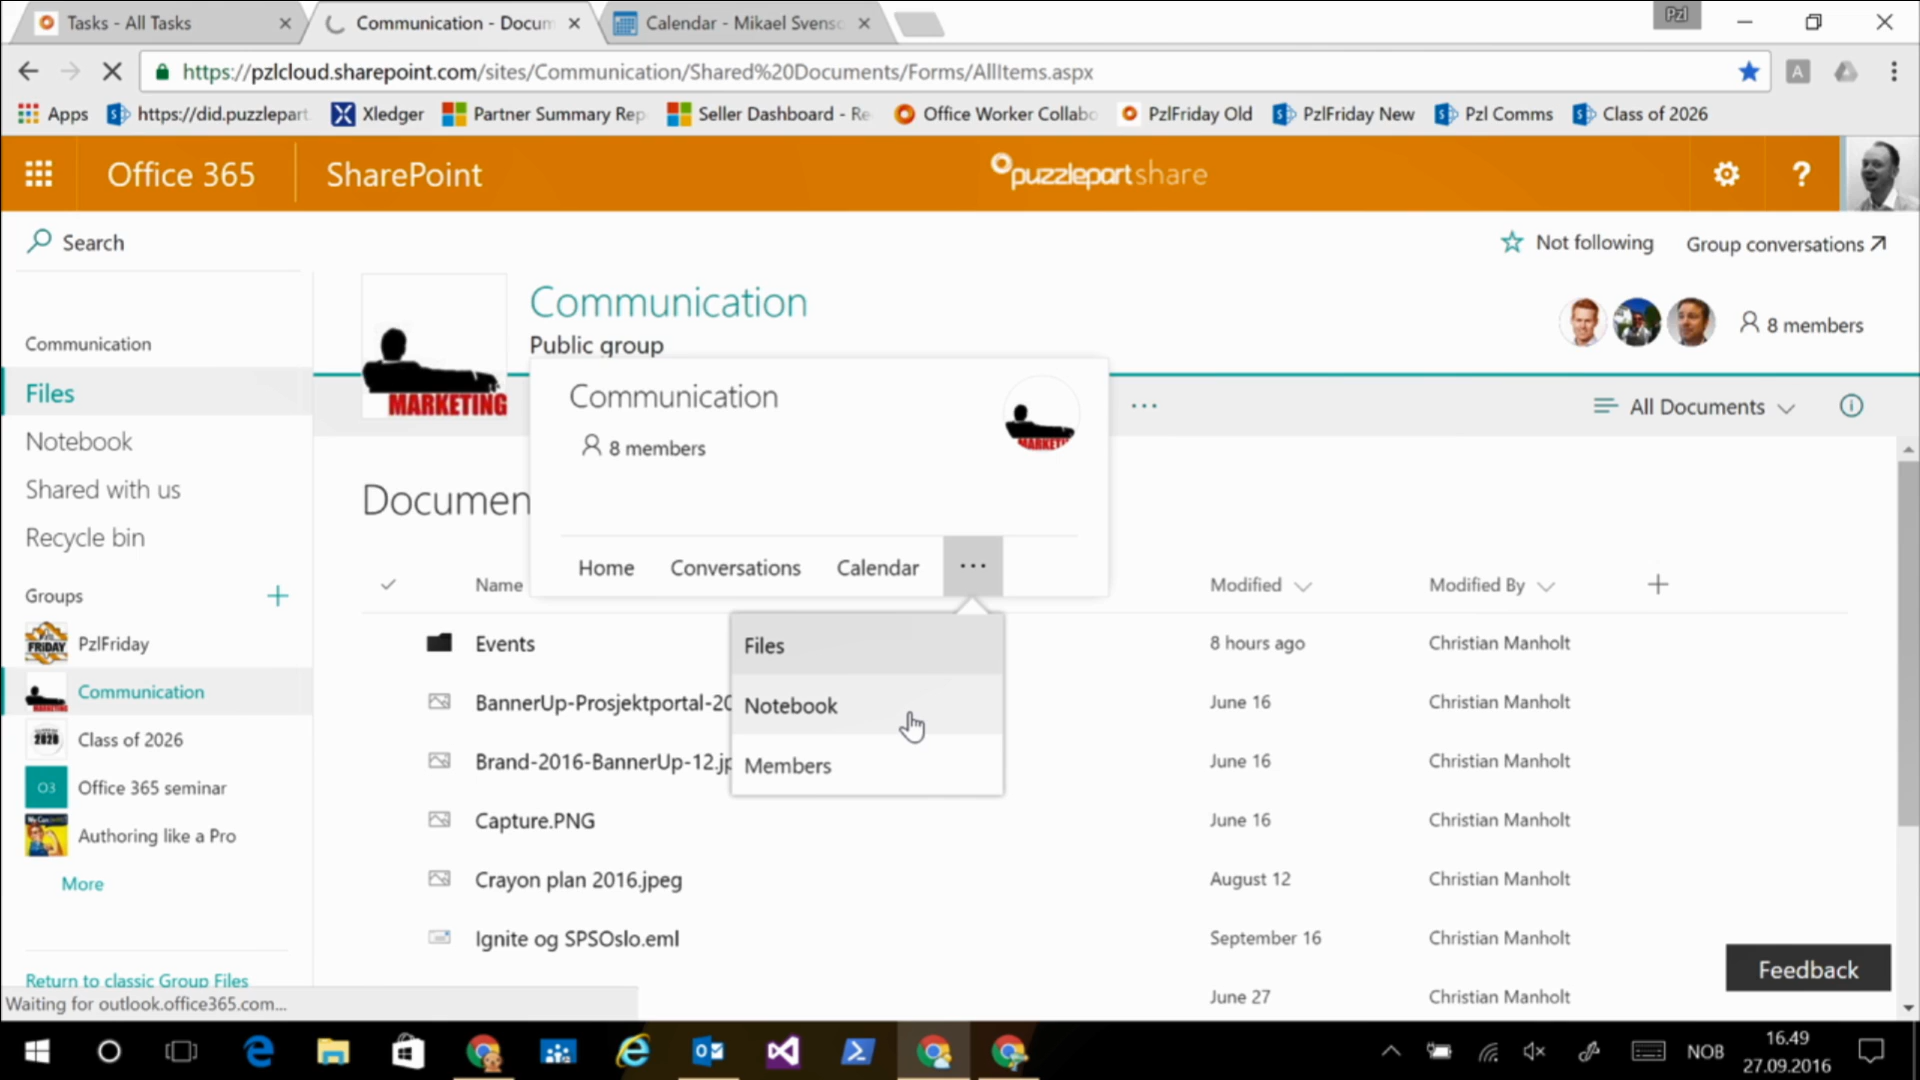 Tasks - All Tasks
Communication - Docum
Calendar - Mikael Svensc
Pzl
https://pzlcloud.sharepoint.com/sites/Communication/Shared%20Documents/Forms/AllItems.aspx
A
Apps
https://did.puzzlepart
Xledger
Partner Summary Rep
Seller Dashboard - Re
Office Worker Collabo
PzlFriday Old
PzlFriday New
Pzl Comms
Class of 2026
Office 365
SharePoint
puzzlepart share
?
Search
Not following
Group conversations
MARKETING
Communication
Public group
8 members
Communication
Files
Notebook
Shared with us
Recycle bin
Communication
8 members
Home
Conversations
Calendar
...
Files
Notebook
Members
...
All Documents
Documen
Name
Modified
Modified By
Events
8 hours ago
Christian Manholt
BannerUp-Prosjektportal-20
June 16
Christian Manholt
Brand-2016-BannerUp-12.jp
June 16
Christian Manholt
Capture.PNG
June 16
Christian Manholt
Crayon plan 2016.jpeg
August 12
Christian Manholt
Ignite og SPSOslo.eml
September 16
Christian Manholt
June 27
Christian Manholt
Groups
FRIDAY
PzlFriday
Communication
Class of 2026
O3
Office 365 seminar
Authoring like a Pro
More
Return to classic Group Files
Waiting for outlook.office365.com...
Feedback
NOB
16.49
27.09.2016